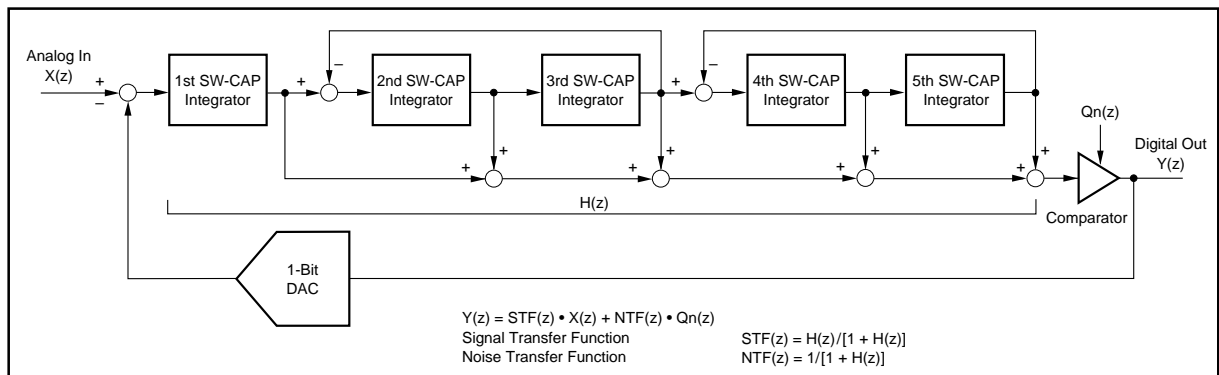 Analog In
X(z)
+
−
1st SW-CAP
Integrator
+
−
2nd SW-CAP
Integrator
3rd SW-CAP
Integrator
+
−
4th SW-CAP
Integrator
5th SW-CAP
Integrator
+
+
+
+
+
+
+
+
Qn(z)
Digital Out
Y(z)
Comparator
H(z)
1-Bit
DAC
Y(z) = STF(z) • X(z) + NTF(z) • Qn(z)
Signal Transfer Function STF(z) = H(z)/[1 + H(z)]
Noise Transfer Function NTF(z) = 1/[1 + H(z)]